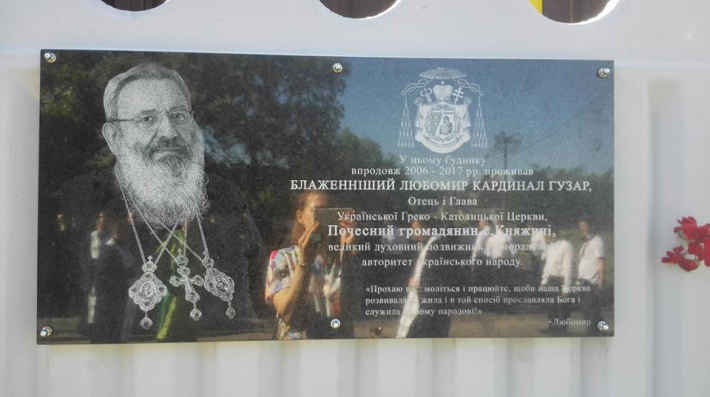 У цьому будинку
впродовж 2006 - 2017 рр. проживав
БЛАЖЕННІШИЙ ЛЮБОМИР КАРДИНАЛ ГУЗАР,
Отець і Глава
Української Греко - Католицької Церкви,
Почесний громадянин с. Княжичі,
великий духовний подвижник
авторитет українського народу.
«Прохаю вас: моліться і працюйте, щоби наша Церква
розвивалася жила і в той спосіб прославляла Бога і
служила народові!»
+Любомир